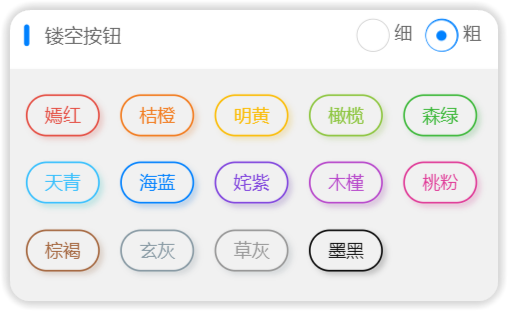 镂空按钮 细 粗
嫣红 桔橙 明黄 橄榄 森绿
天青 海蓝 姹紫 木槿 桃粉
棕褐 玄灰 草灰 墨黑